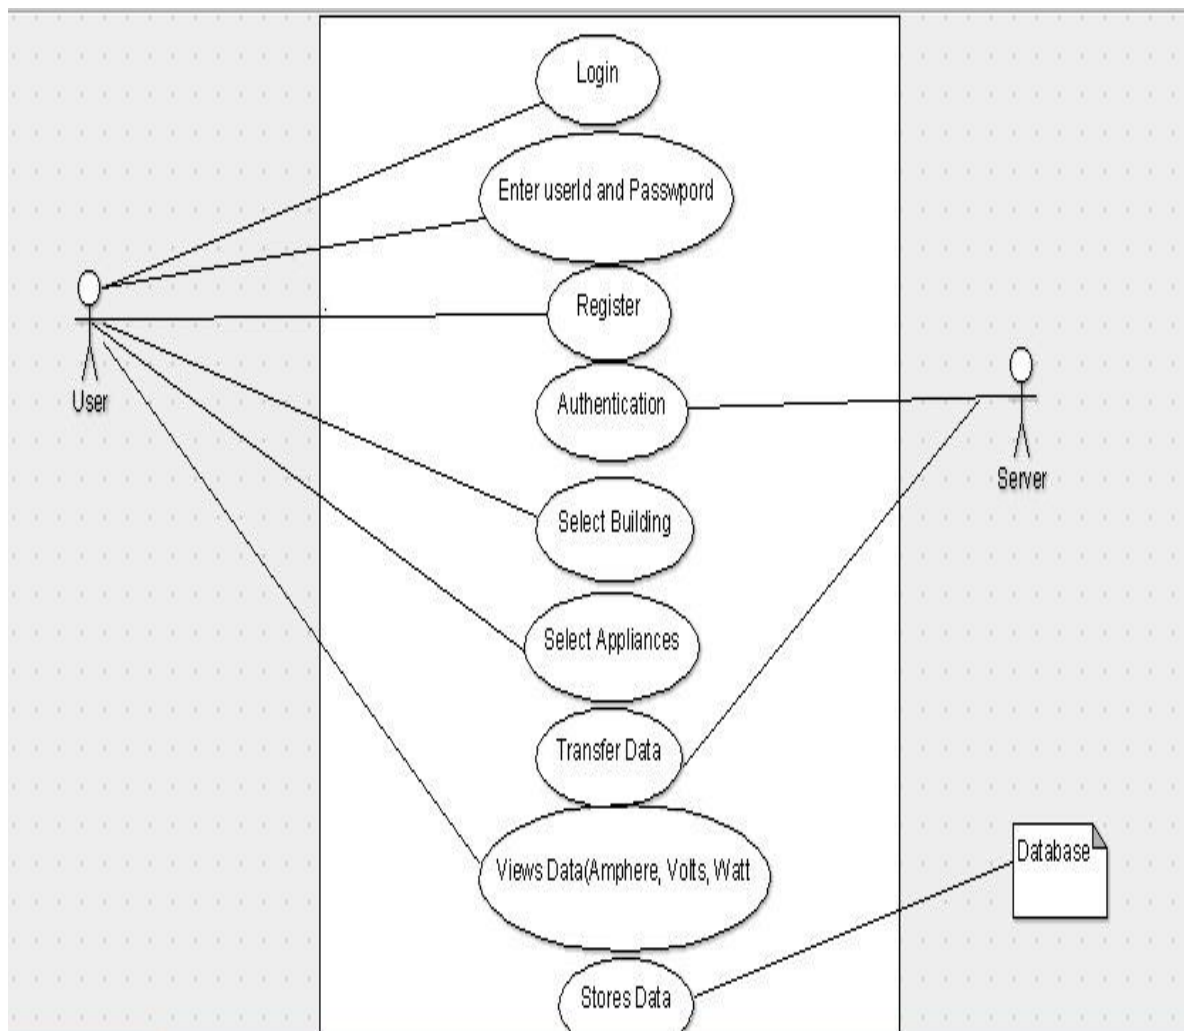 Login
Enter userId and Passwpord
Register
User
Authentication
Server
Select Building
Select Appliances
Transfer Data
Database
Views Data(Amphere, Volts, Watt
Stores Data